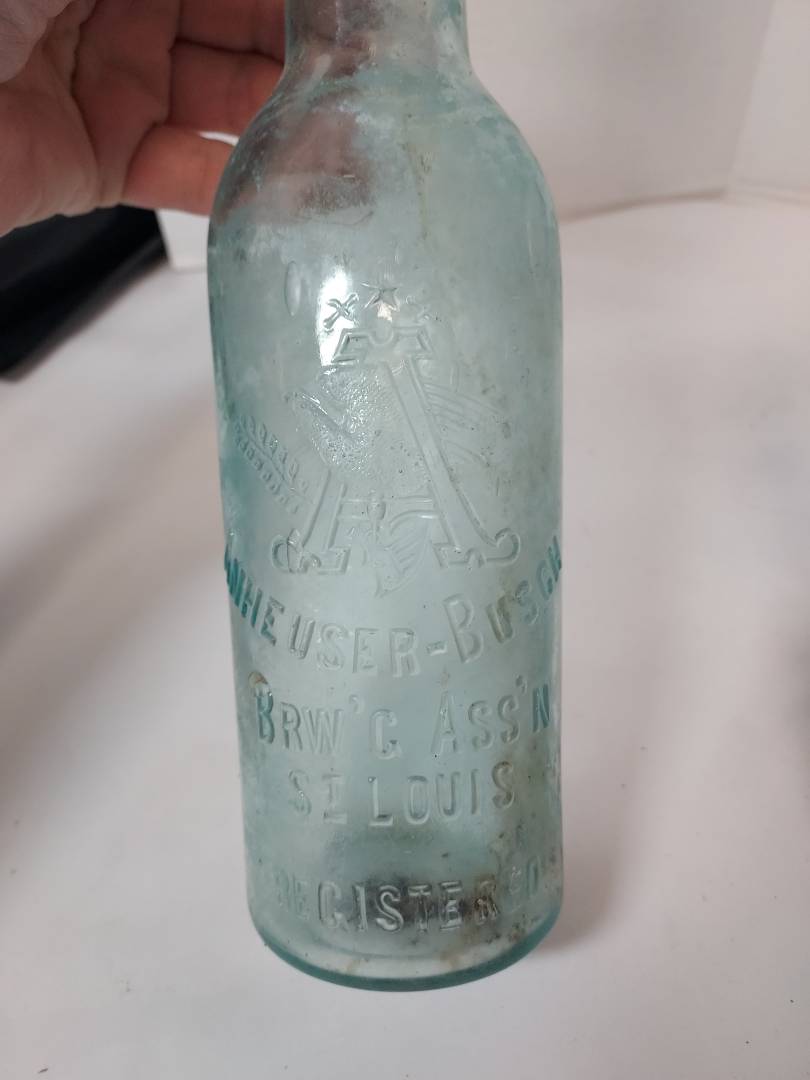 A
ANHEUSER-BUSCH
BRW'G ASS'N
ST LOUIS
REGISTERED